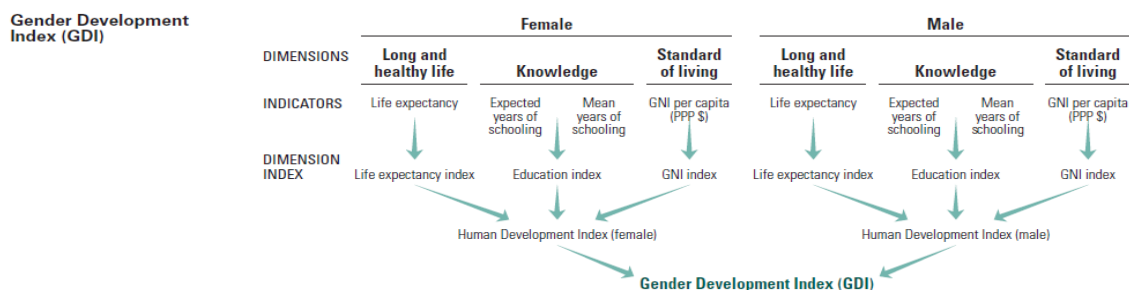 Gender Development
Index (GDI)
Female
Male
DIMENSIONS
Long and
healthy life
Knowledge
Standard
of living
Long and
healthy life
Knowledge
Standard
of living
INDICATORS
Life expectancy
Expected
years of
schooling
Mean
years of
schooling
GNI per capita
(PPP $)
Life expectancy
Expected
years of
schooling
Mean
years of
schooling
GNI per capita
(PPP $)
DIMENSION
INDEX
Life expectancy index
Education index
GNI index
Life expectancy index
Education index
GNI index
Human Development Index (female)
Human Development Index (male)
Gender Development Index (GDI)